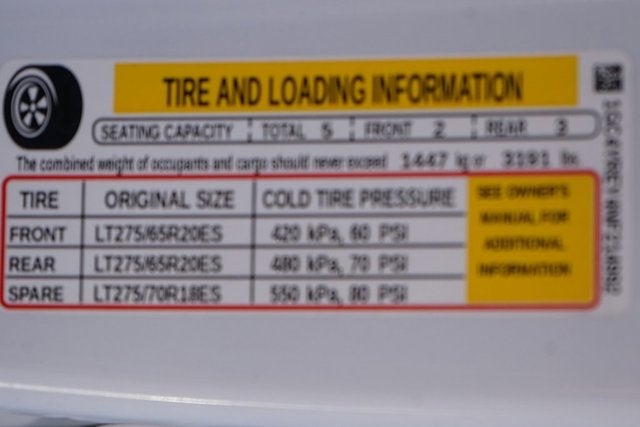 TIRE AND LOADING INFORMATION
SEATING CAPACITY TOTAL 5 FRONT 2 REAR 3
The combined weight of occupants and cargo should never exceed 1447 kg or 3191 lbs.
TIRE ORIGINAL SIZE COLD TIRE PRESSURE
FRONT LT275/65R20ES 420 kPa, 60 PSI
REAR LT275/65R20ES 480 kPa, 70 PSI
SPARE LT275/70R18ES 550 kPa, 80 PSI
SEE OWNER'S
MANUAL FOR
ADDITIONAL
INFORMATION